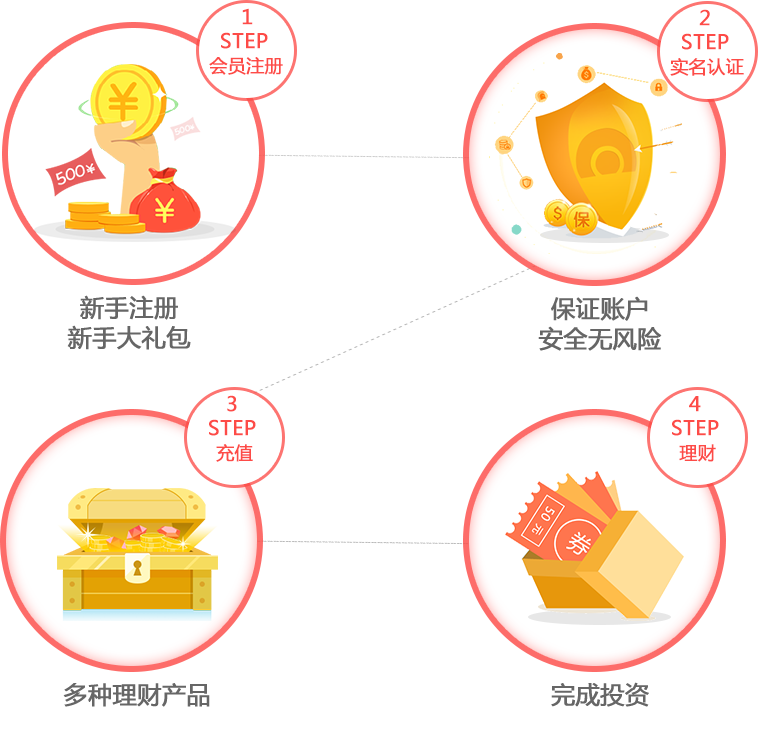 1
STEP
会员注册
¥
500¥
500¥
¥
新手注册
新手大礼包
2
STEP
实名认证
$
$
保
保证账户
安全无风险
3
STEP
充值
多种理财产品
4
STEP
理财
50元
券
完成投资